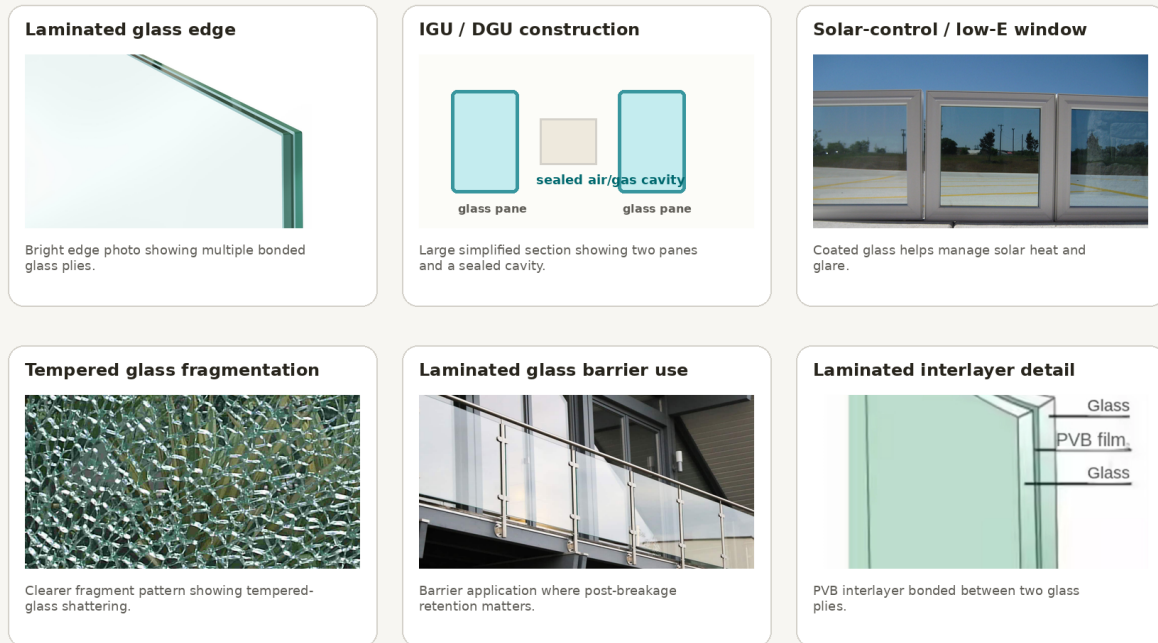 Laminated glass edge
Bright edge photo showing multiple bonded
glass plies.
IGU / DGU construction
sealed air/gas cavity
glass pane
glass pane
Large simplified section showing two panes
and a sealed cavity.
Solar-control / low-E window
Coated glass helps manage solar heat and
glare.
Tempered glass fragmentation
Clearer fragment pattern showing tempered-
glass shattering.
Laminated glass barrier use
Barrier application where post-breakage
retention matters.
Laminated interlayer detail
Glass
PVB film
Glass
PVB interlayer bonded between two glass
plies.